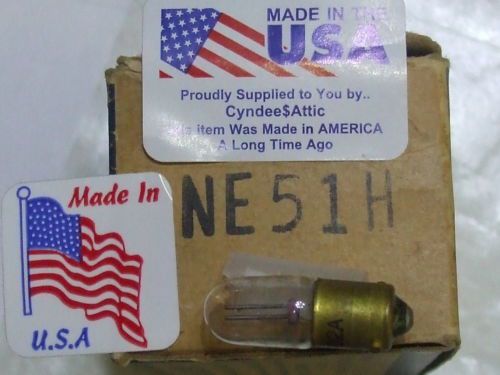 MADE IN THE
USA
Proudly Supplied to You by..
Cyndee$Attic
item Was Made in AMERICA
A Long Time Ago
NE51H
Made In
U.S.A
2A